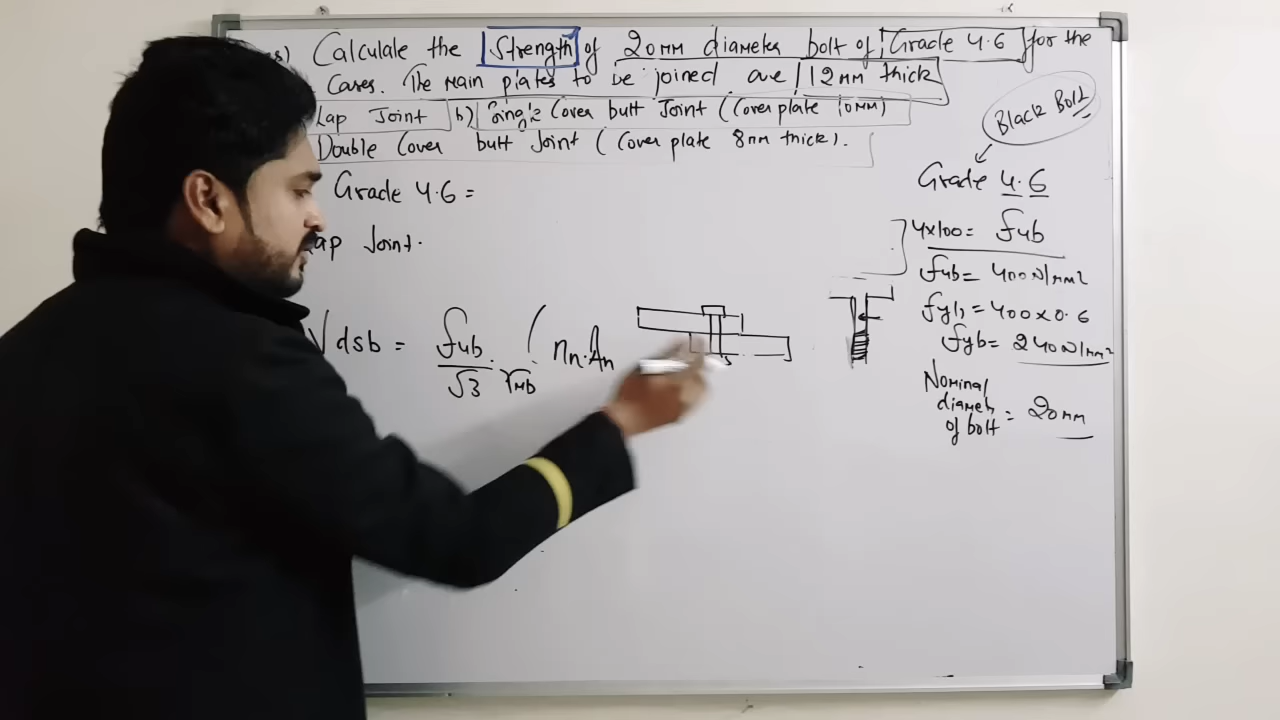 Calculate the Strength of 20mm diameter bolt of Grade 4.6 for the
Cases. The main plates to be joined are 12mm thick
Lap Joint b) Single Cover butt Joint (Cover plate 10mm)
Double Cover butt Joint (Cover plate 8mm thick).
Grade 4.6 =
Lap Joint.
Vdsb = fub/√3 . γmb ( nn.An
Black Bolt
Grade 4.6
4x100 = fub
fub = 400N/mm2
fyb = 400x0.6
fyb = 240N/mm2
Nominal
diameter
of bolt = 20mm